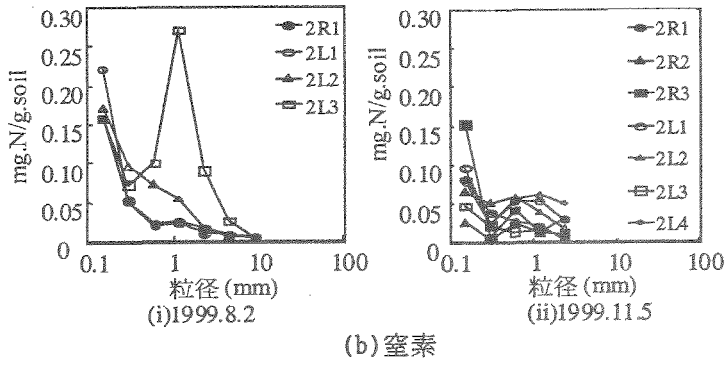 mg.N/g.soil
0.30
0.25
0.20
0.15
0.10
0.05
0
0.1
1
10
100
2R1
2L1
2L2
2L3
粒径(mm)
(i)1999.8.2
mg.N/g.soil
0.30
0.25
0.20
0.15
0.10
0.05
0
0.1
1
10
100
2R1
2R2
2R3
2L1
2L2
2L3
2L4
粒径(mm)
(ii)1999.11.5
(b)窒素